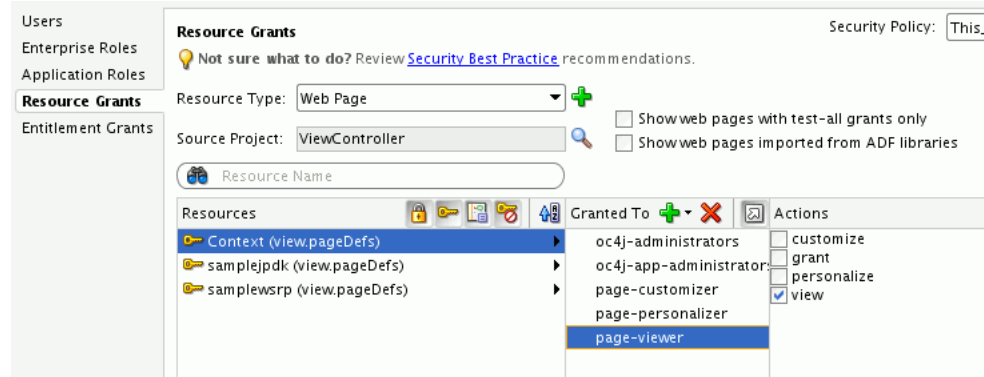 Users
Enterprise Roles
Application Roles
Resource Grants
Entitlement Grants
Resource Grants
Security Policy: This_
Not sure what to do? Review Security Best Practice recommendations.
Resource Type: Web Page
Show web pages with test-all grants only
Source Project: ViewController
Show web pages imported from ADF libraries
Resource Name
Resources
Granted To
Actions
Context (view.pageDefs)
samplejpdk (view.pageDefs)
samplewsrp (view.pageDefs)
oc4j-administrators
oc4j-app-administrator
page-customizer
page-personalizer
page-viewer
customize
grant
personalize
view